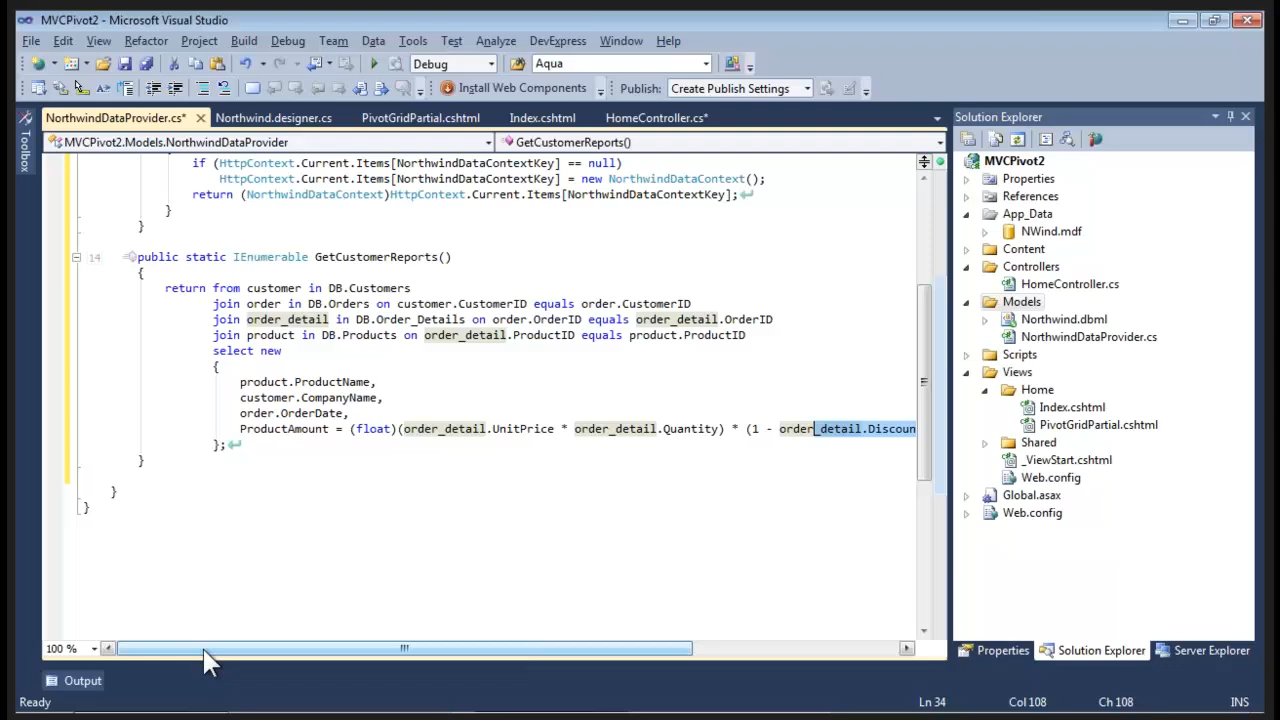 MVCPivot2 - Microsoft Visual Studio
File Edit View Refactor Project Build Debug Team Data Tools Test Analyze DevExpress Window Help
Debug Aqua
Install Web Components Publish: Create Publish Settings
NorthwindDataProvider.cs* Northwind.designer.cs PivotGridPartial.cshtml Index.cshtml HomeController.cs*
MVCPivot2.Models.NorthwindDataProvider GetCustomerReports()
Toolbox
if (HttpContext.Current.Items[NorthwindDataContextKey] == null)
HttpContext.Current.Items[NorthwindDataContextKey] = new NorthwindDataContext();
return (NorthwindDataContext)HttpContext.Current.Items[NorthwindDataContextKey];
}
}
14 public static IEnumerable GetCustomerReports()
{
return from customer in DB.Customers
join order in DB.Orders on customer.CustomerID equals order.CustomerID
join order_detail in DB.Order_Details on order.OrderID equals order_detail.OrderID
join product in DB.Products on order_detail.ProductID equals product.ProductID
select new
{
product.ProductName,
customer.CompanyName,
order.OrderDate,
ProductAmount = (float)(order_detail.UnitPrice * order_detail.Quantity) * (1 - order_detail.Discoun
};
}
}
}
100 %
Output
Solution Explorer
MVCPivot2
Properties
References
App_Data
NWind.mdf
Content
Controllers
HomeController.cs
Models
Northwind.dbml
NorthwindDataProvider.cs
Scripts
Views
Home
Index.cshtml
PivotGridPartial.cshtml
Shared
_ViewStart.cshtml
Web.config
Global.asax
Web.config
Properties Solution Explorer Server Explorer
Ready Ln 34 Col 108 Ch 108 INS